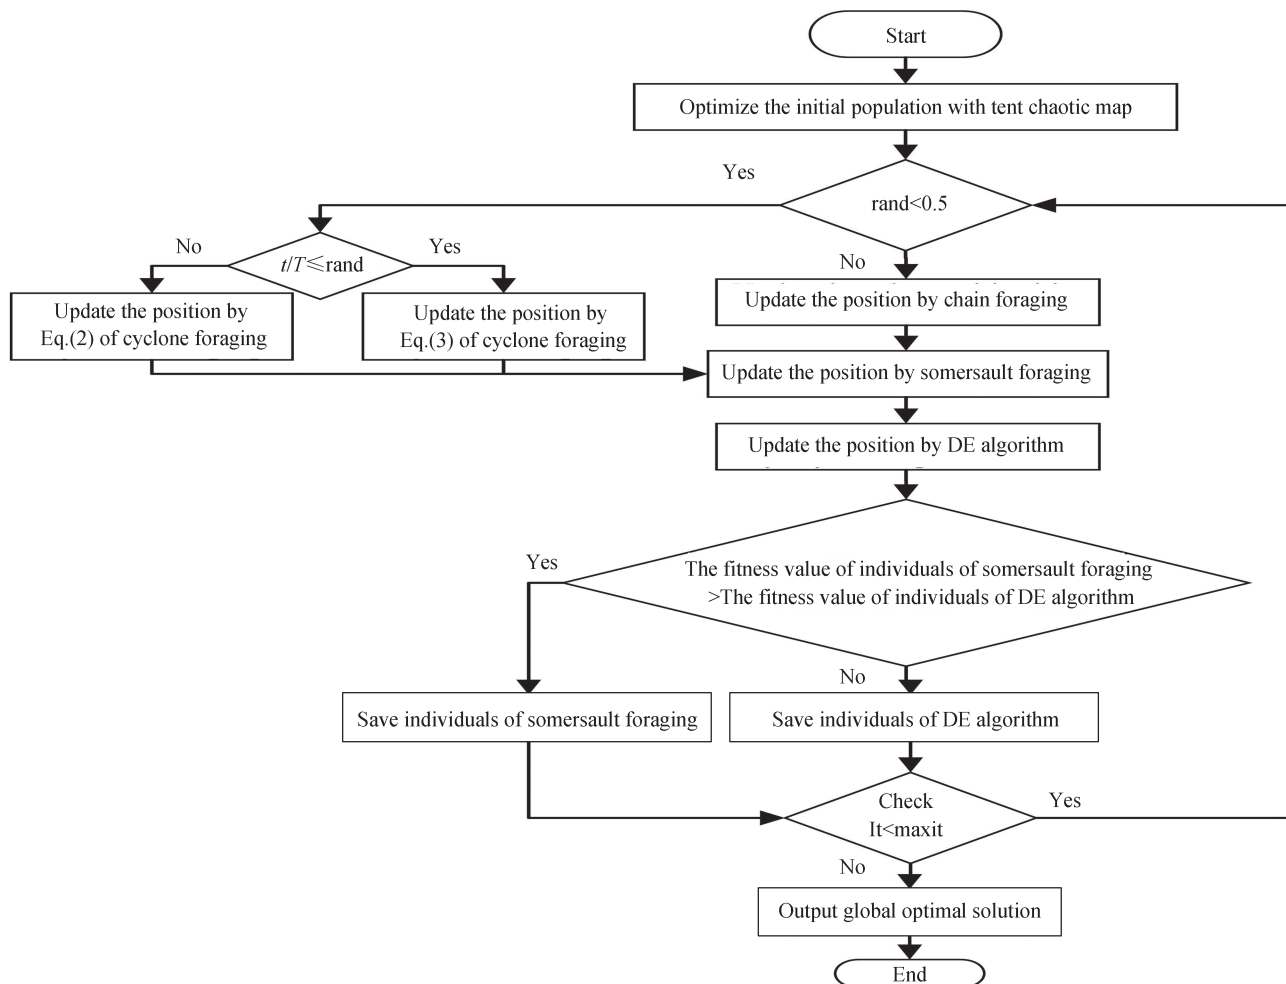 Start
Optimize the initial population with tent chaotic map
Yes
rand<0.5
No
Yes
t/T⩽rand
No
Update the position by
Eq.(2) of cyclone foraging
Update the position by
Eq.(3) of cyclone foraging
Update the position by chain foraging
Update the position by somersault foraging
Update the position by DE algorithm
Yes
The fitness value of individuals of somersault foraging
>The fitness value of individuals of DE algorithm
No
Save individuals of somersault foraging
Save individuals of DE algorithm
Check
It<maxit
Yes
No
Output global optimal solution
End